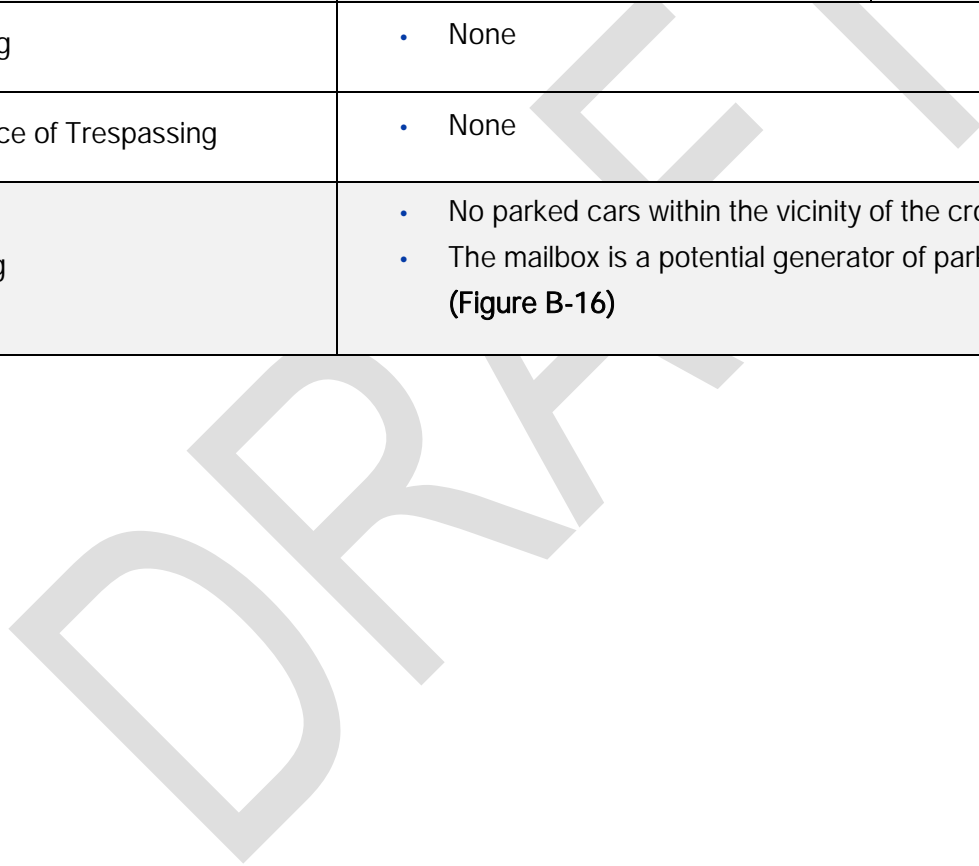 g
None
ce of Trespassing
None
g
No parked cars within the vicinity of the cro
The mailbox is a potential generator of park
(Figure B-16)
DRAFT